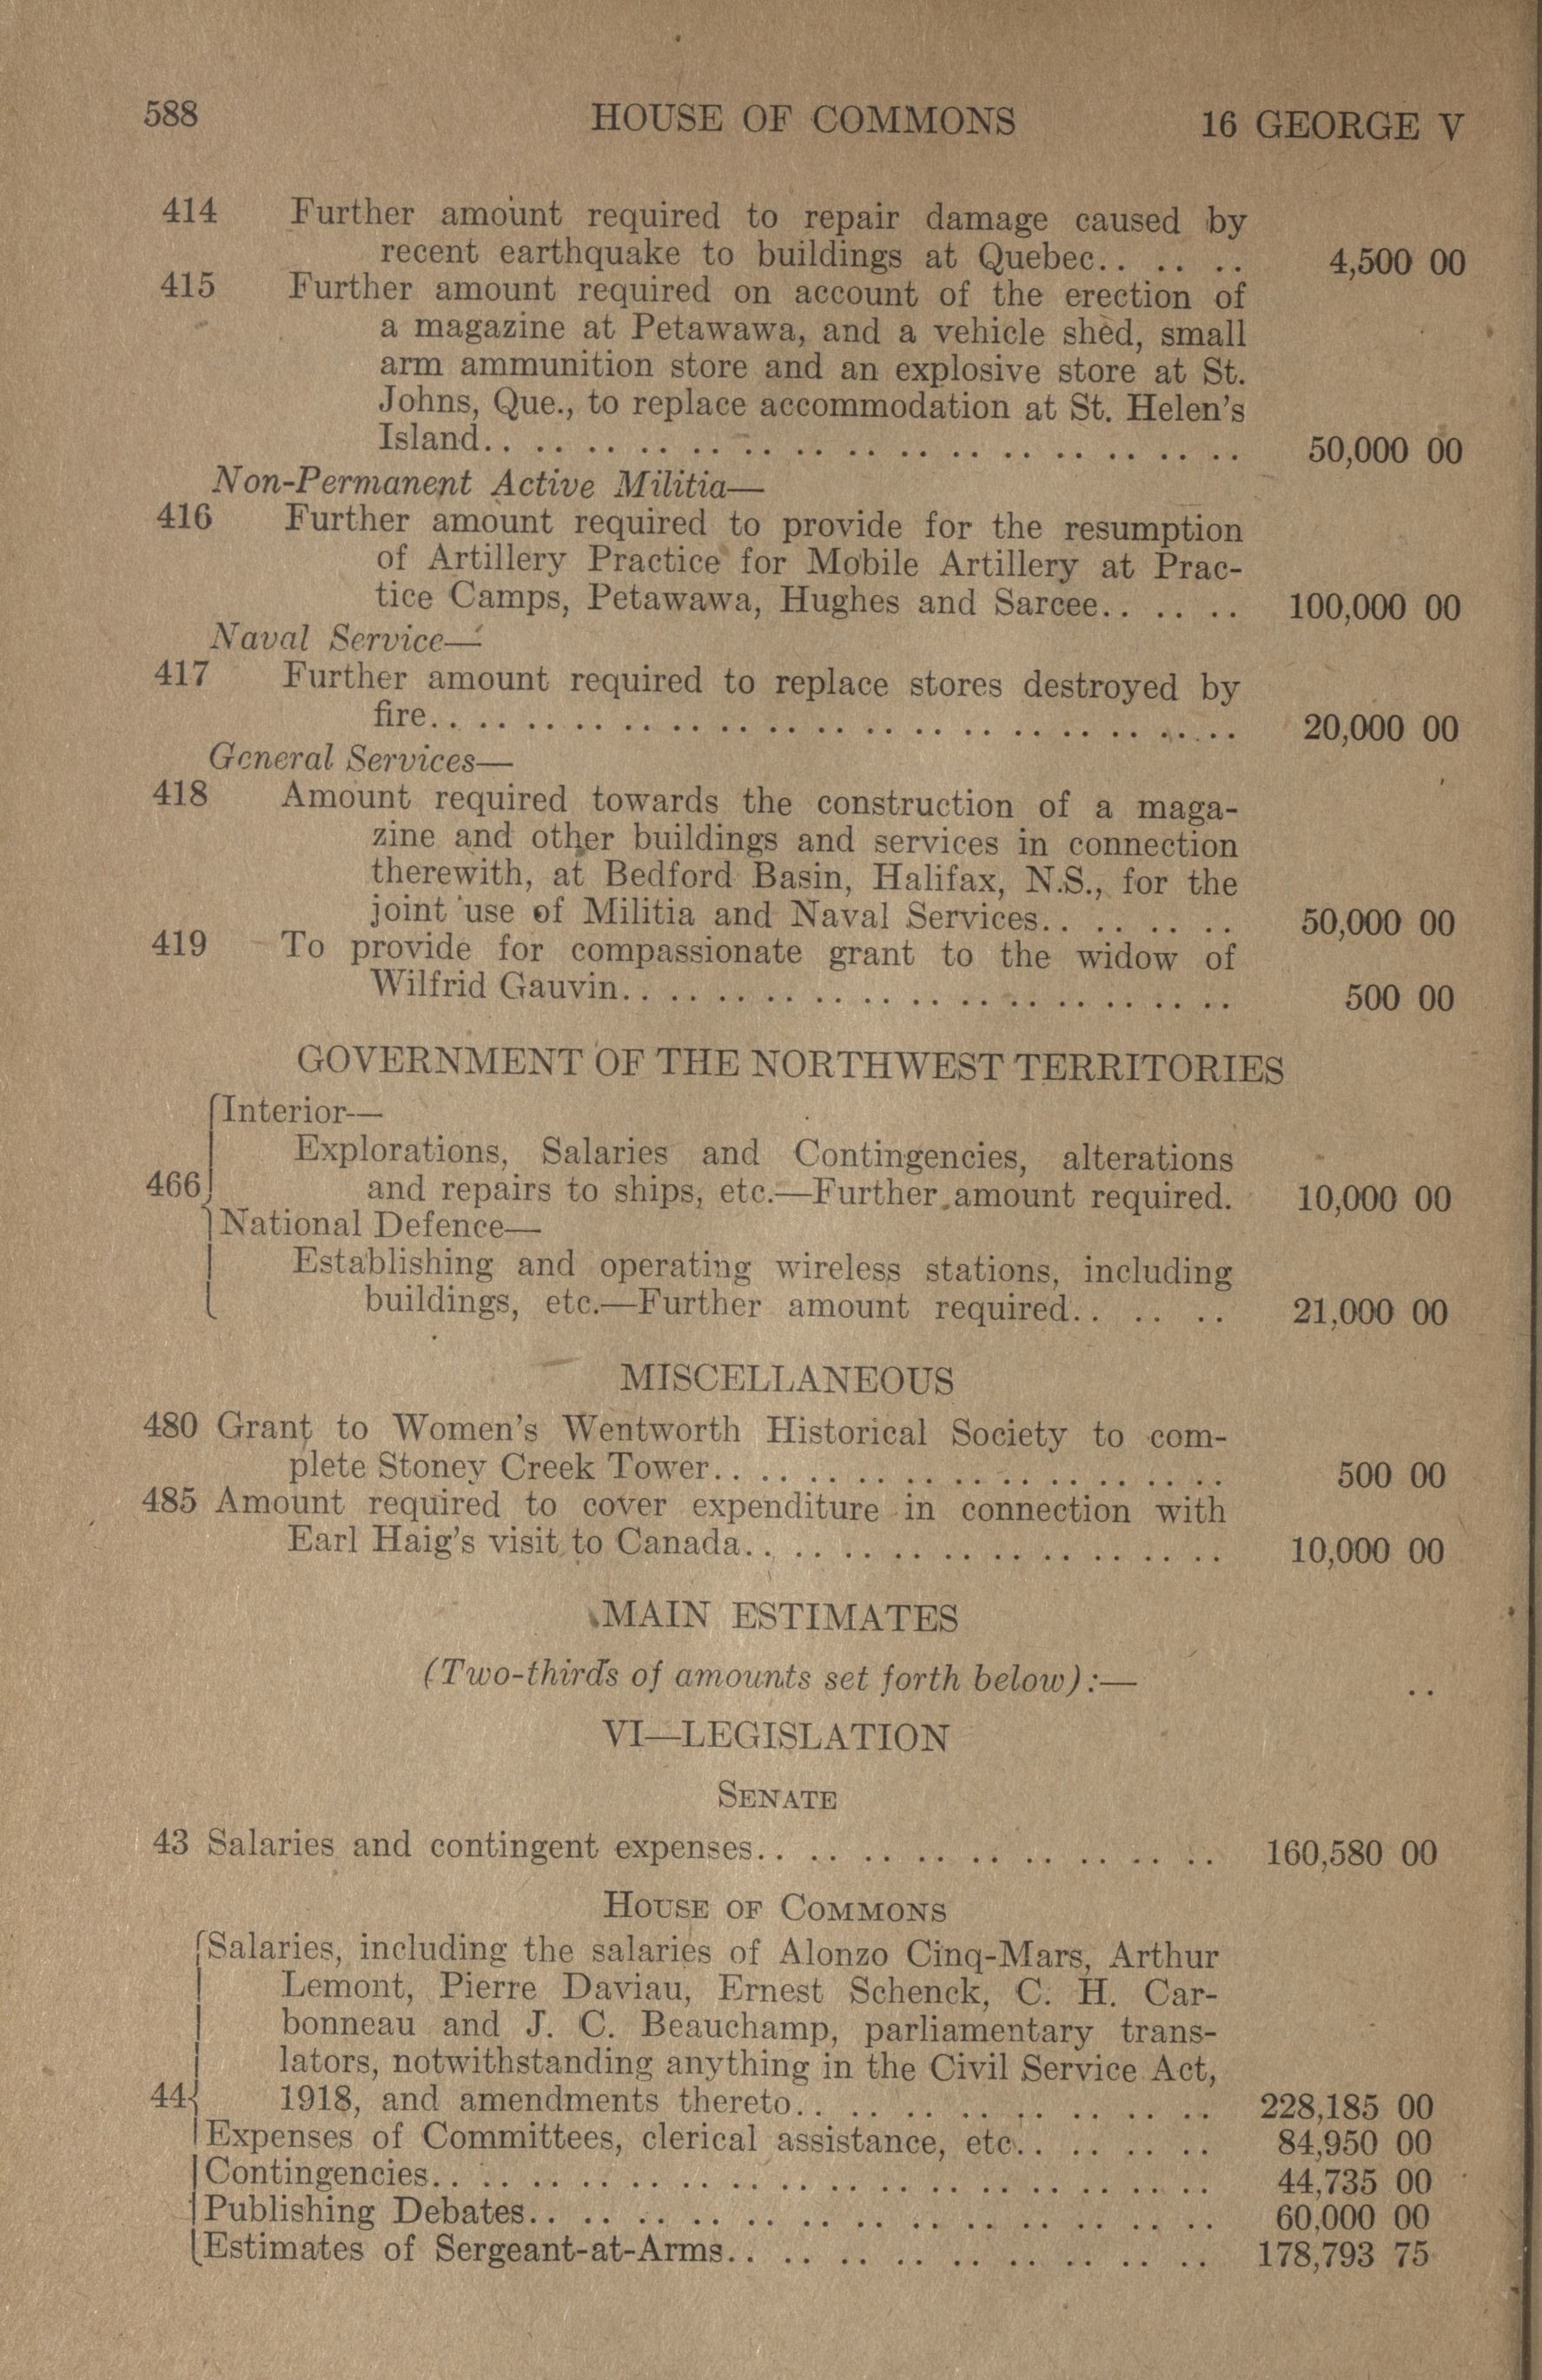 588 HOUSE OF COMMONS 16 GEORGE V
414 Further amount required to repair damage caused by
recent earthquake to buildings at Quebec.. .. .. .. 4,500 00
415 Further amount required on account of the erection of
a magazine at Petawawa, and a vehicle shed, small
arm ammunition store and an explosive store at St.
Johns, Que., to replace accommodation at St. Helen's
Island.. .. .. .. .. .. .. .. .. .. .. .. .. .. .. 50,000 00
Non-Permanent Active Militia—
416 Further amount required to provide for the resumption
of Artillery Practice for Mobile Artillery at Prac-
tice Camps, Petawawa, Hughes and Sarcee.. .. .. 100,000 00
Naval Service—
417 Further amount required to replace stores destroyed by
fire.. .. .. .. .. .. .. .. .. .. .. .. .. .. .. .. .. 20,000 00
General Services—
418 Amount required towards the construction of a maga-
zine and other buildings and services in connection
therewith, at Bedford Basin, Halifax, N.S., for the
joint use of Militia and Naval Services.. .. .. .. 50,000 00
419 To provide for compassionate grant to the widow of
Wilfrid Gauvin.. .. .. .. .. .. .. .. .. .. .. .. .. 500 00
GOVERNMENT OF THE NORTHWEST TERRITORIES
Interior—
Explorations, Salaries and Contingencies, alterations
466 and repairs to ships, etc.—Further amount required. 10,000 00
National Defence—
Establishing and operating wireless stations, including
buildings, etc.—Further amount required.. .. .. 21,000 00
MISCELLANEOUS
480 Grant to Women's Wentworth Historical Society to com-
plete Stoney Creek Tower.. .. .. .. .. .. .. .. .. .. .. 500 00
485 Amount required to cover expenditure in connection with
Earl Haig's visit to Canada.. .. .. .. .. .. .. .. .. .. 10,000 00
MAIN ESTIMATES
(Two-thirds of amounts set forth below):— ..
VI—LEGISLATION
SENATE
43 Salaries and contingent expenses.. .. .. .. .. .. .. .. .. 160,580 00
HOUSE OF COMMONS
Salaries, including the salaries of Alonzo Cinq-Mars, Arthur
Lemont, Pierre Daviau, Ernest Schenck, C. H. Car-
bonneau and J. C. Beauchamp, parliamentary trans-
lators, notwithstanding anything in the Civil Service Act,
44 1918, and amendments thereto.. .. .. .. .. .. .. .. 228,185 00
Expenses of Committees, clerical assistance, etc.. .. .. .. 84,950 00
Contingencies.. .. .. .. .. .. .. .. .. .. .. .. .. .. .. .. 44,735 00
Publishing Debates.. .. .. .. .. .. .. .. .. .. .. .. .. 60,000 00
Estimates of Sergeant-at-Arms.. .. .. .. .. .. .. .. .. 178,793 75